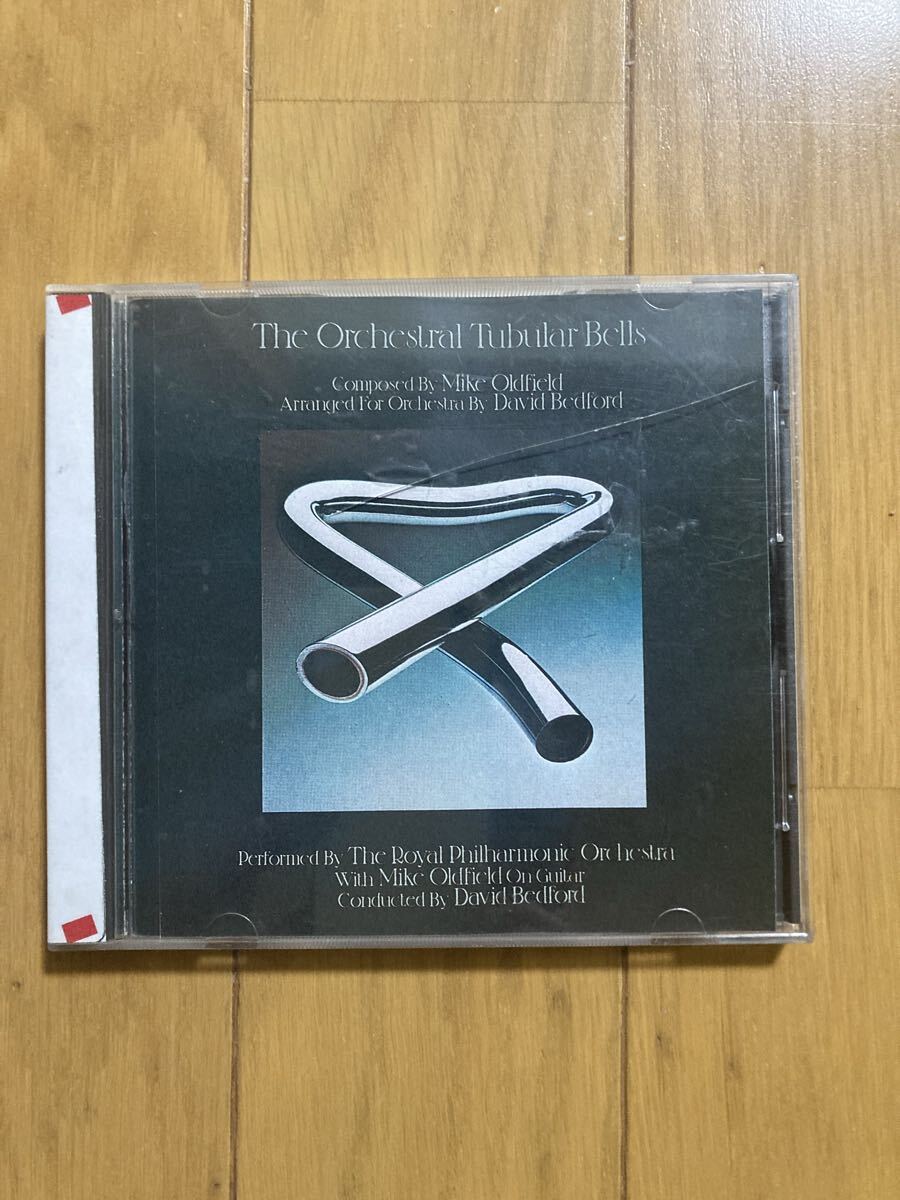 The Orchestral Tubular Bells
Composed By Mike Oldfield
Arranged For Orchestra By David Bedford
Performed By The Royal Philharmonic Orchestra
With Mike Oldfield On Guitar
Conducted By David Bedford